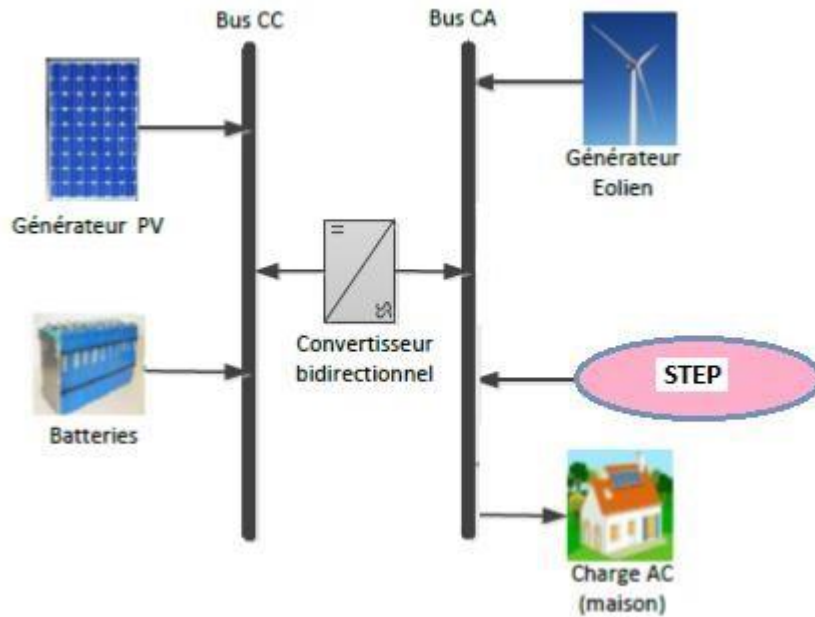 Bus CC
Bus CA
Générateur PV
Générateur
Eolien
Convertisseur
bidirectionnel
STEP
Batteries
Charge AC
(maison)